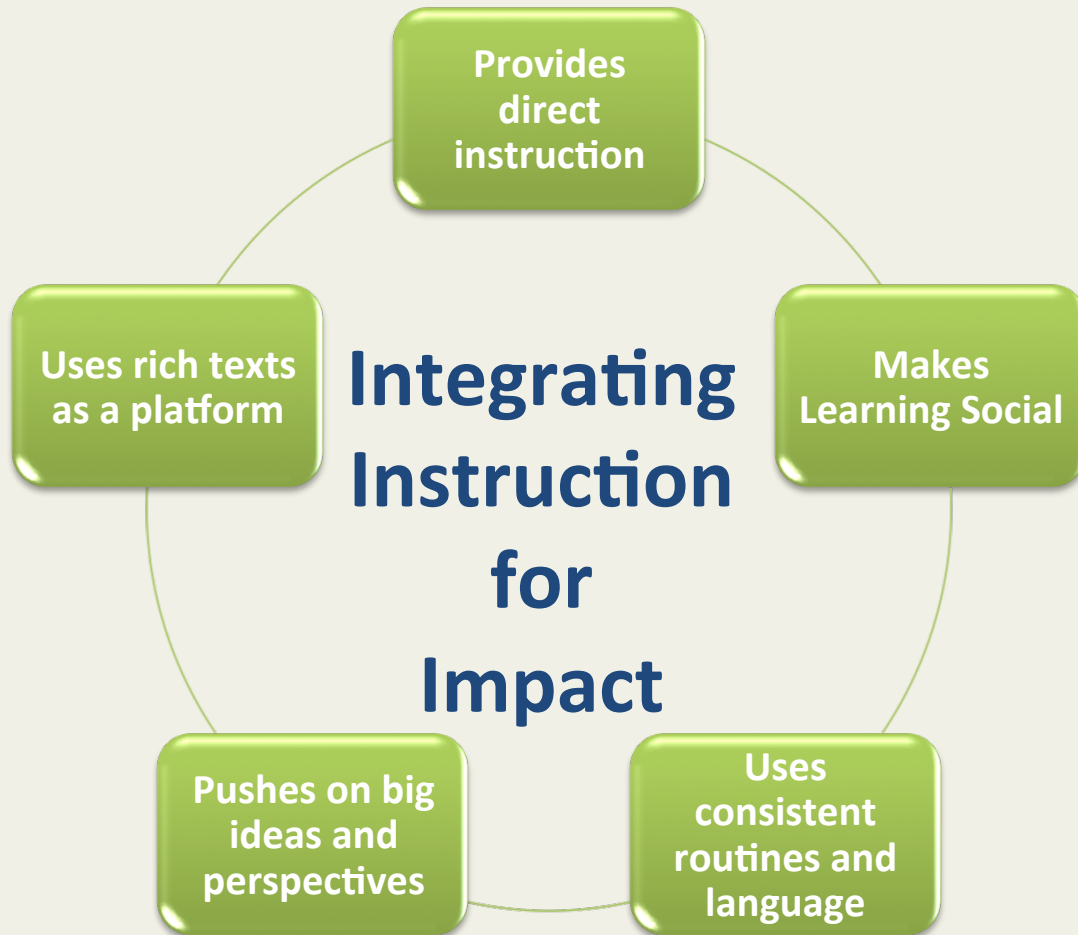 Provides
direct
instruction
Uses rich texts
as a platform
Integrating
Instruction
for
Impact
Makes
Learning Social
Pushes on big
ideas and
perspectives
Uses
consistent
routines and
language